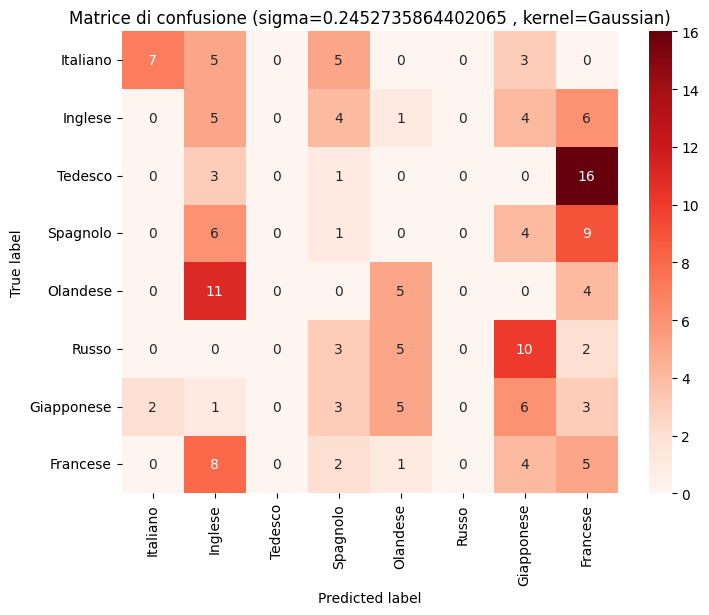 Matrice di confusione (sigma=0.2452735864402065 , kernel=Gaussian)
True label
Italiano 7 5 0 5 0 0 3 0
Inglese 0 5 0 4 1 0 4 6
Tedesco 0 3 0 1 0 0 0 16
Spagnolo 0 6 0 1 0 0 4 9
Olandese 0 11 0 0 5 0 0 4
Russo 0 0 0 3 5 0 10 2
Giapponese 2 1 0 3 5 0 6 3
Francese 0 8 0 2 1 0 4 5
Italiano Inglese Tedesco Spagnolo Olandese Russo Giapponese Francese
Predicted label
16
14
12
10
8
6
4
2
0